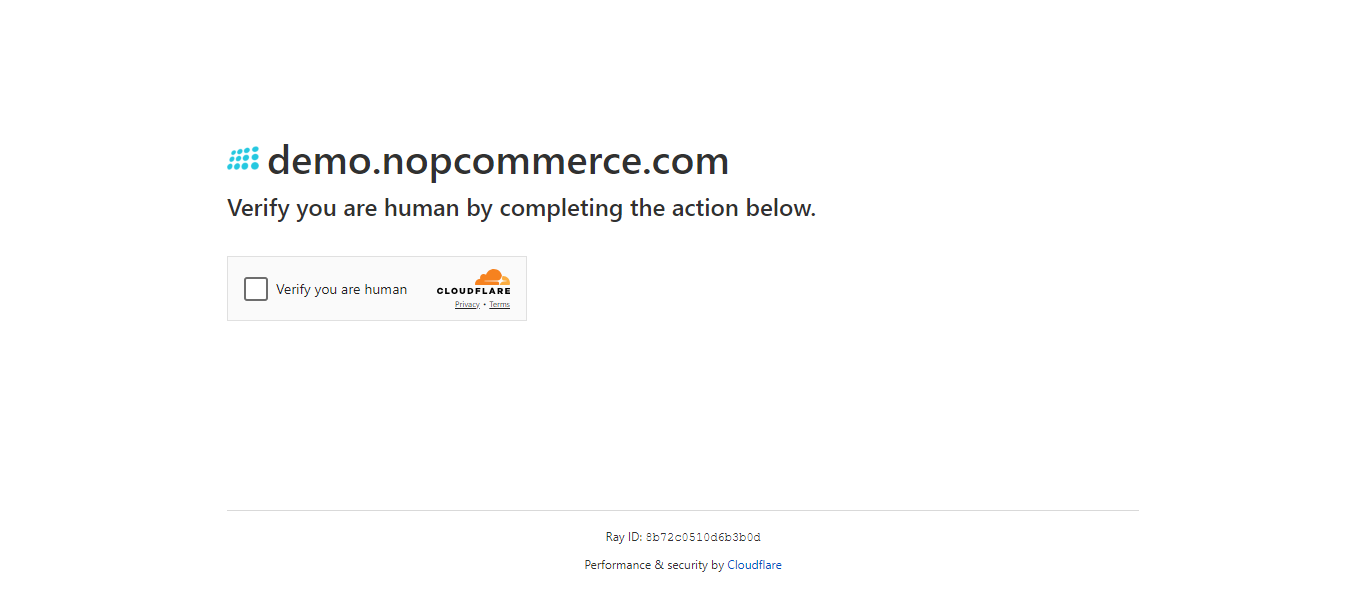 demo.nopcommerce.com
Verify you are human by completing the action below.
Verify you are human
CLOUDFLARE
Privacy • Terms
Ray ID: 8b72c0510d6b3b0d
Performance & security by Cloudflare